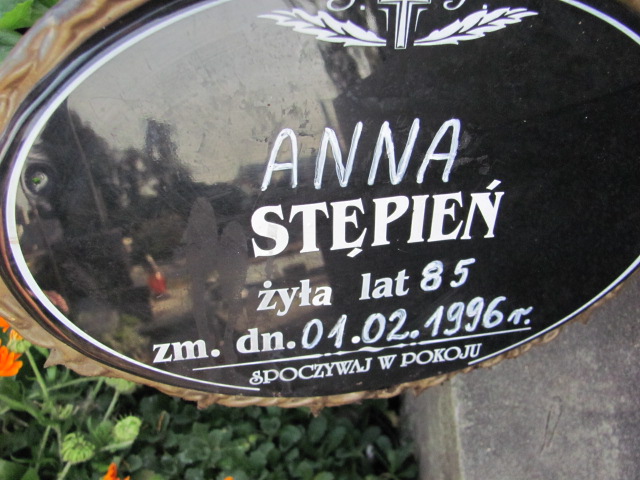 ANNA
STĘPIEŃ
żyła lat 85
zm. dn. 01.02.1996 r.
SPOCZYWAJ W POKOJU